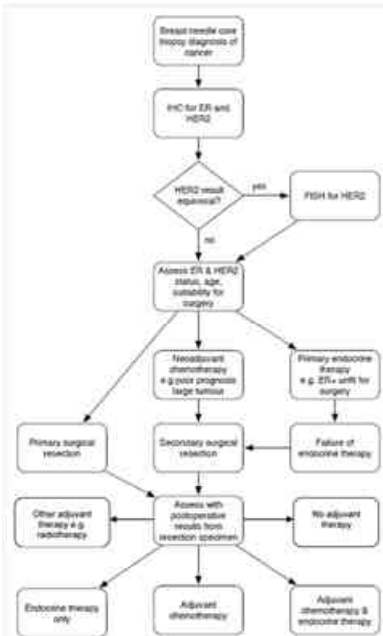 Breast needle core
biopsy diagnosis of
cancer
IHC for ER and
HER2
HER2 result
equivocal?
yes
FISH for HER2
no
Assess ER & HER2
status, age,
suitability for
surgery
Neoadjuvant
chemotherapy
e.g poor prognosis
large tumour
Primary endocrine
therapy
e.g. ER+ unfit for
surgery
Primary surgical
resection
Secondary surgical
resection
Failure of
endocrine therapy
Other adjuvant
therapy e.g.
radiotherapy
Assess with
postoperative
results from
resection specimen
No adjuvant
therapy
Endocrine therapy
only
Adjuvant
chemotherapy
Adjuvant
chemotherapy &
endocrine therapy